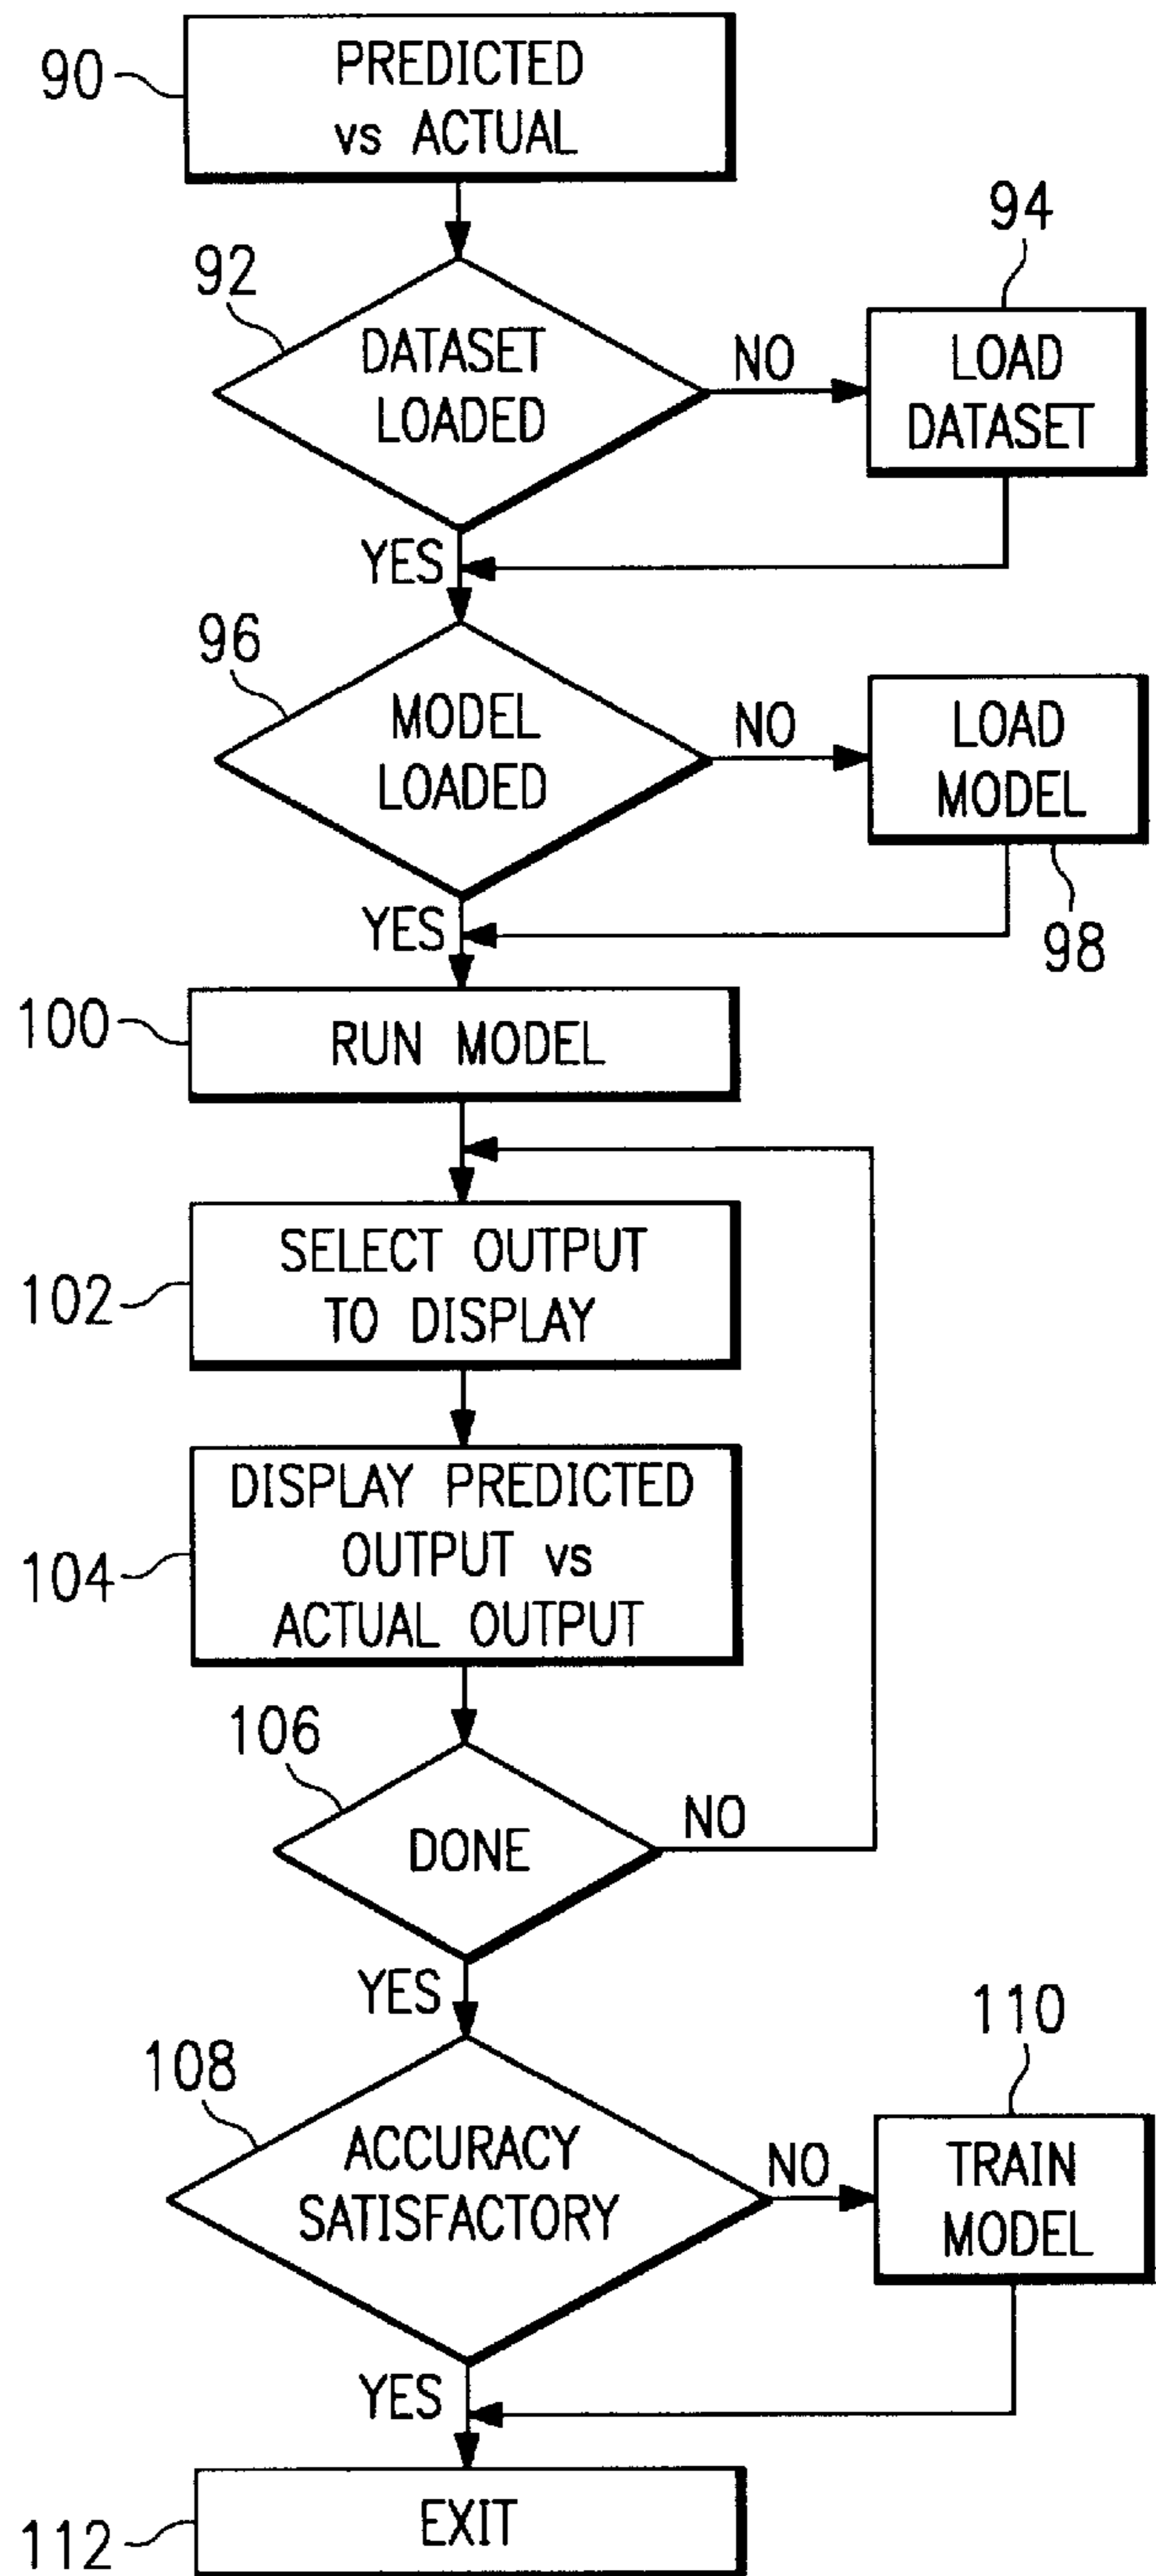 90
PREDICTED
vs ACTUAL
92
DATASET
LOADED
NO
94
LOAD
DATASET
YES
96
MODEL
LOADED
NO
LOAD
MODEL
98
YES
100
RUN MODEL
102
SELECT OUTPUT
TO DISPLAY
104
DISPLAY PREDICTED
OUTPUT vs
ACTUAL OUTPUT
106
DONE
NO
YES
108
ACCURACY
SATISFACTORY
NO
110
TRAIN
MODEL
YES
112
EXIT